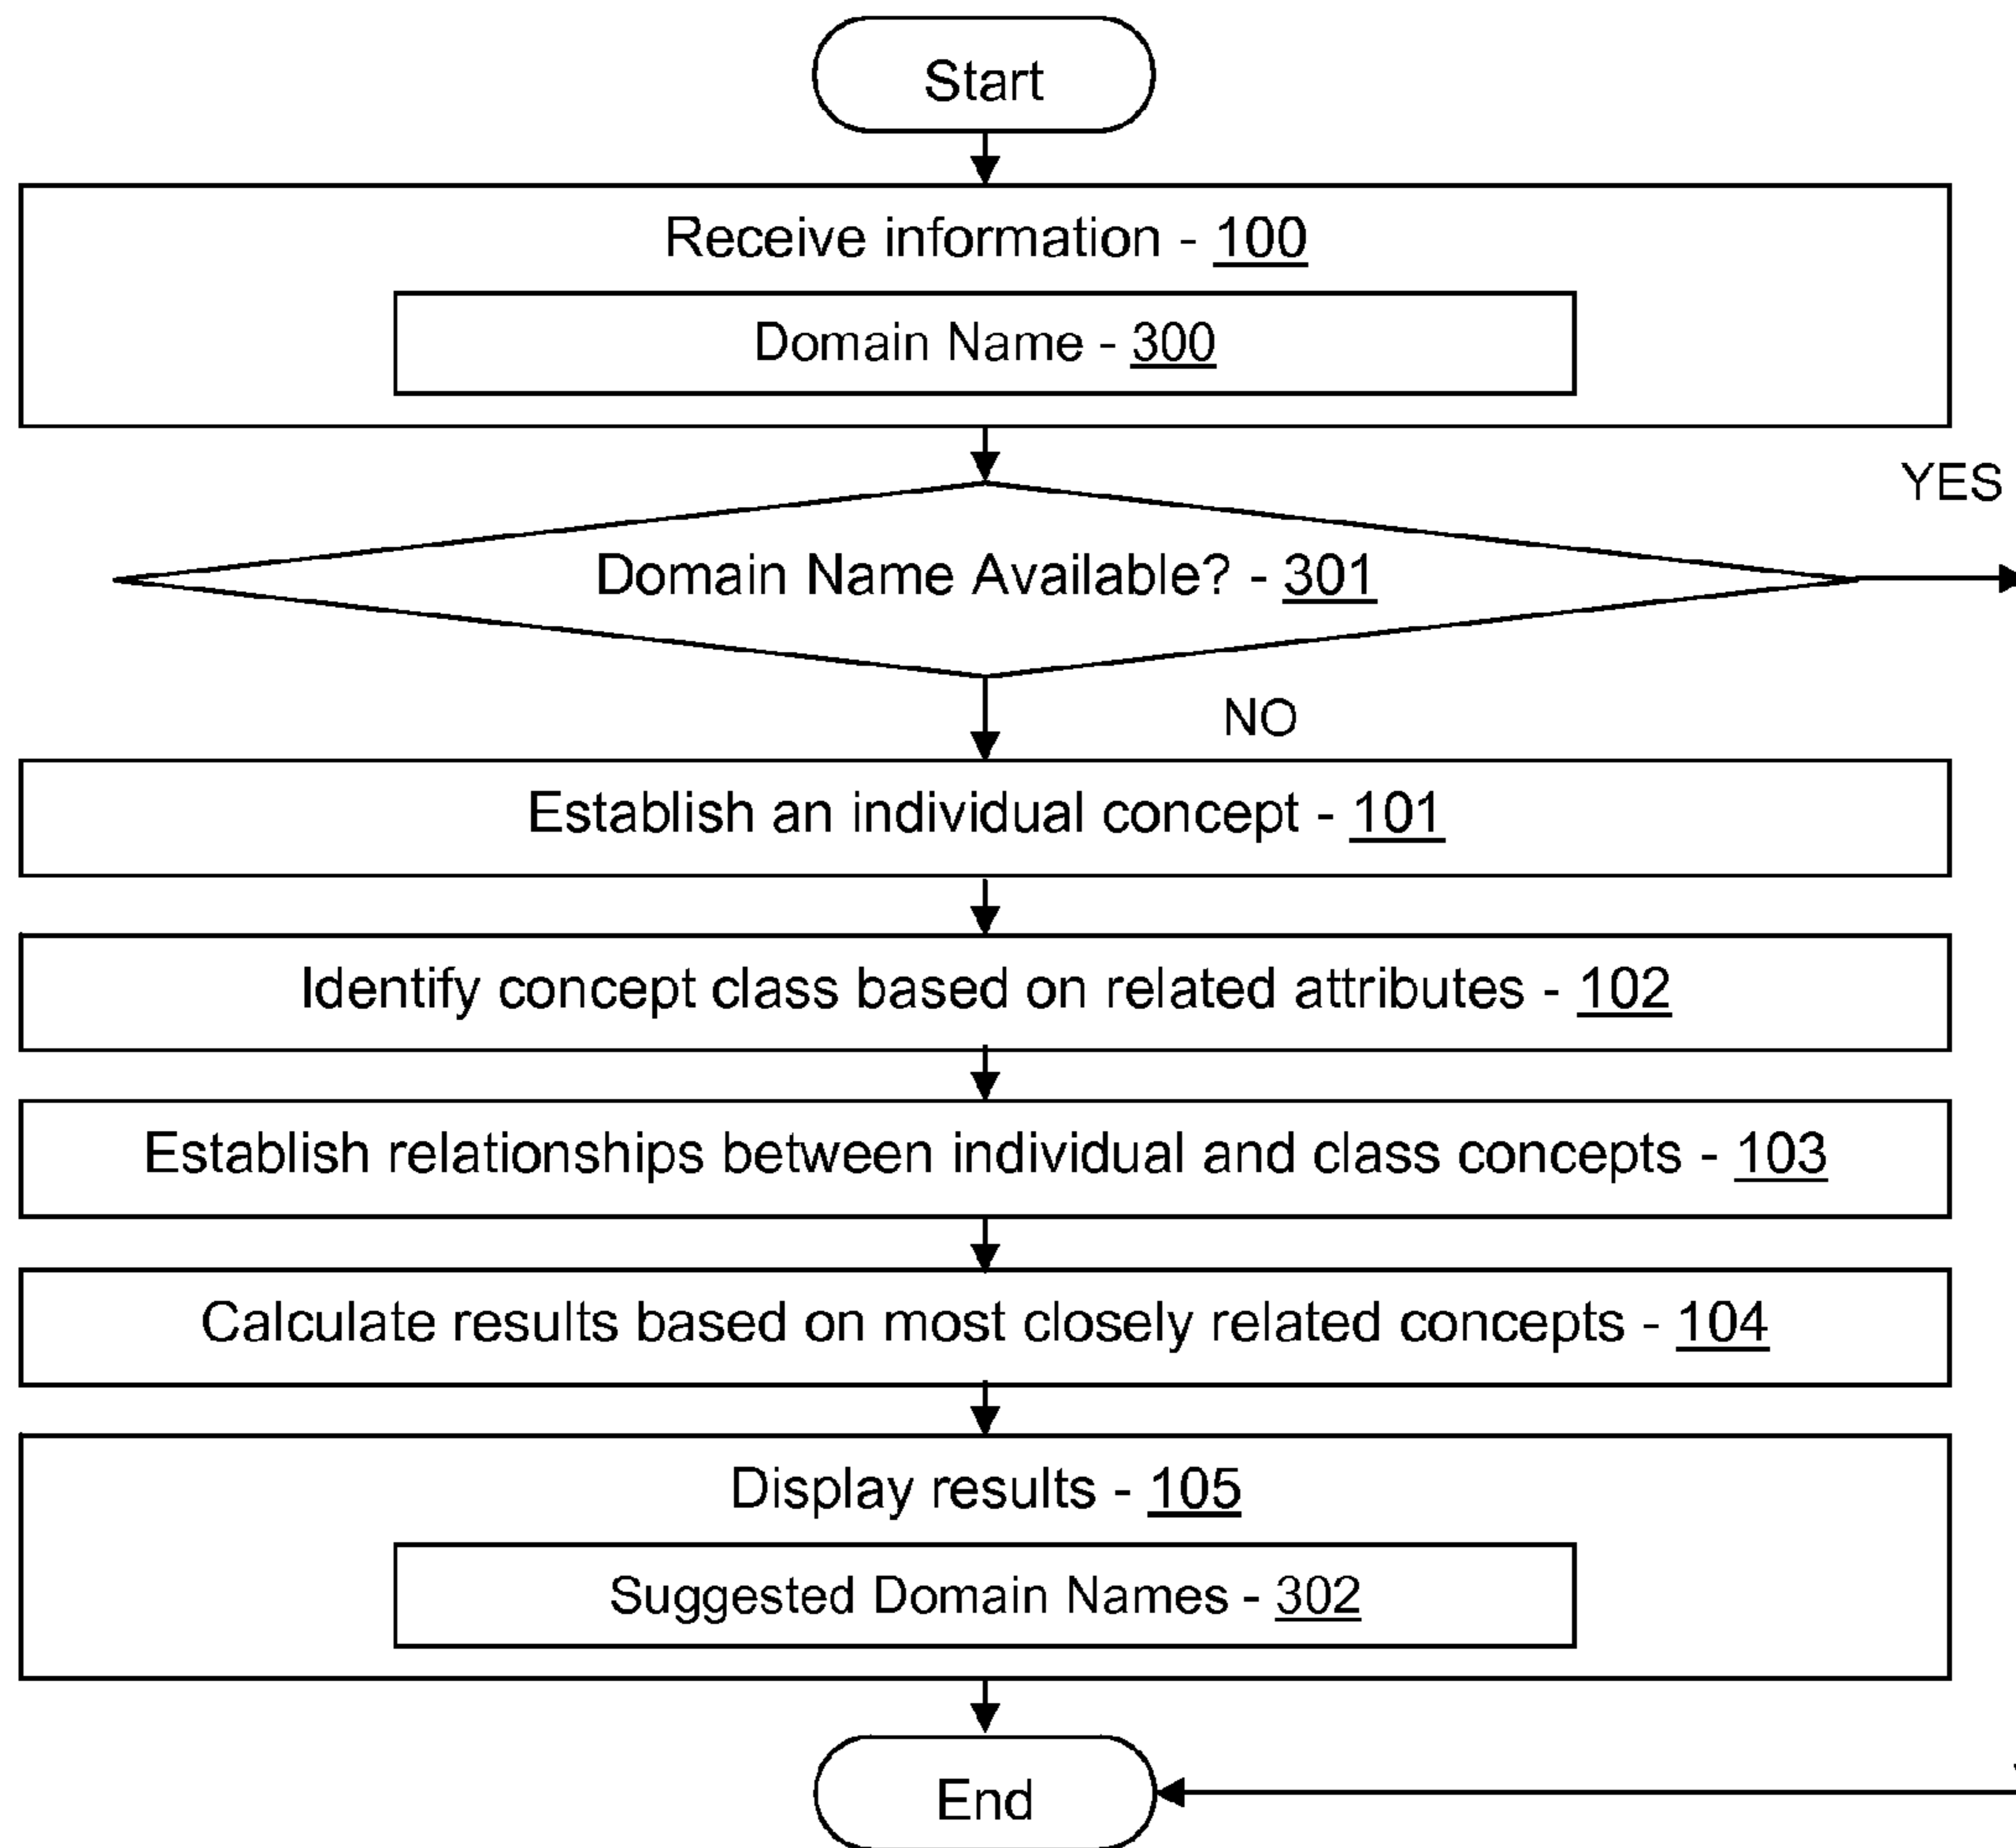 Start
Receive information - 100
Domain Name - 300
YES
Domain Name Available? - 301
NO
Establish an individual concept - 101
Identify concept class based on related attributes - 102
Establish relationships between individual and class concepts - 103
Calculate results based on most closely related concepts - 104
Display results - 105
Suggested Domain Names - 302
End